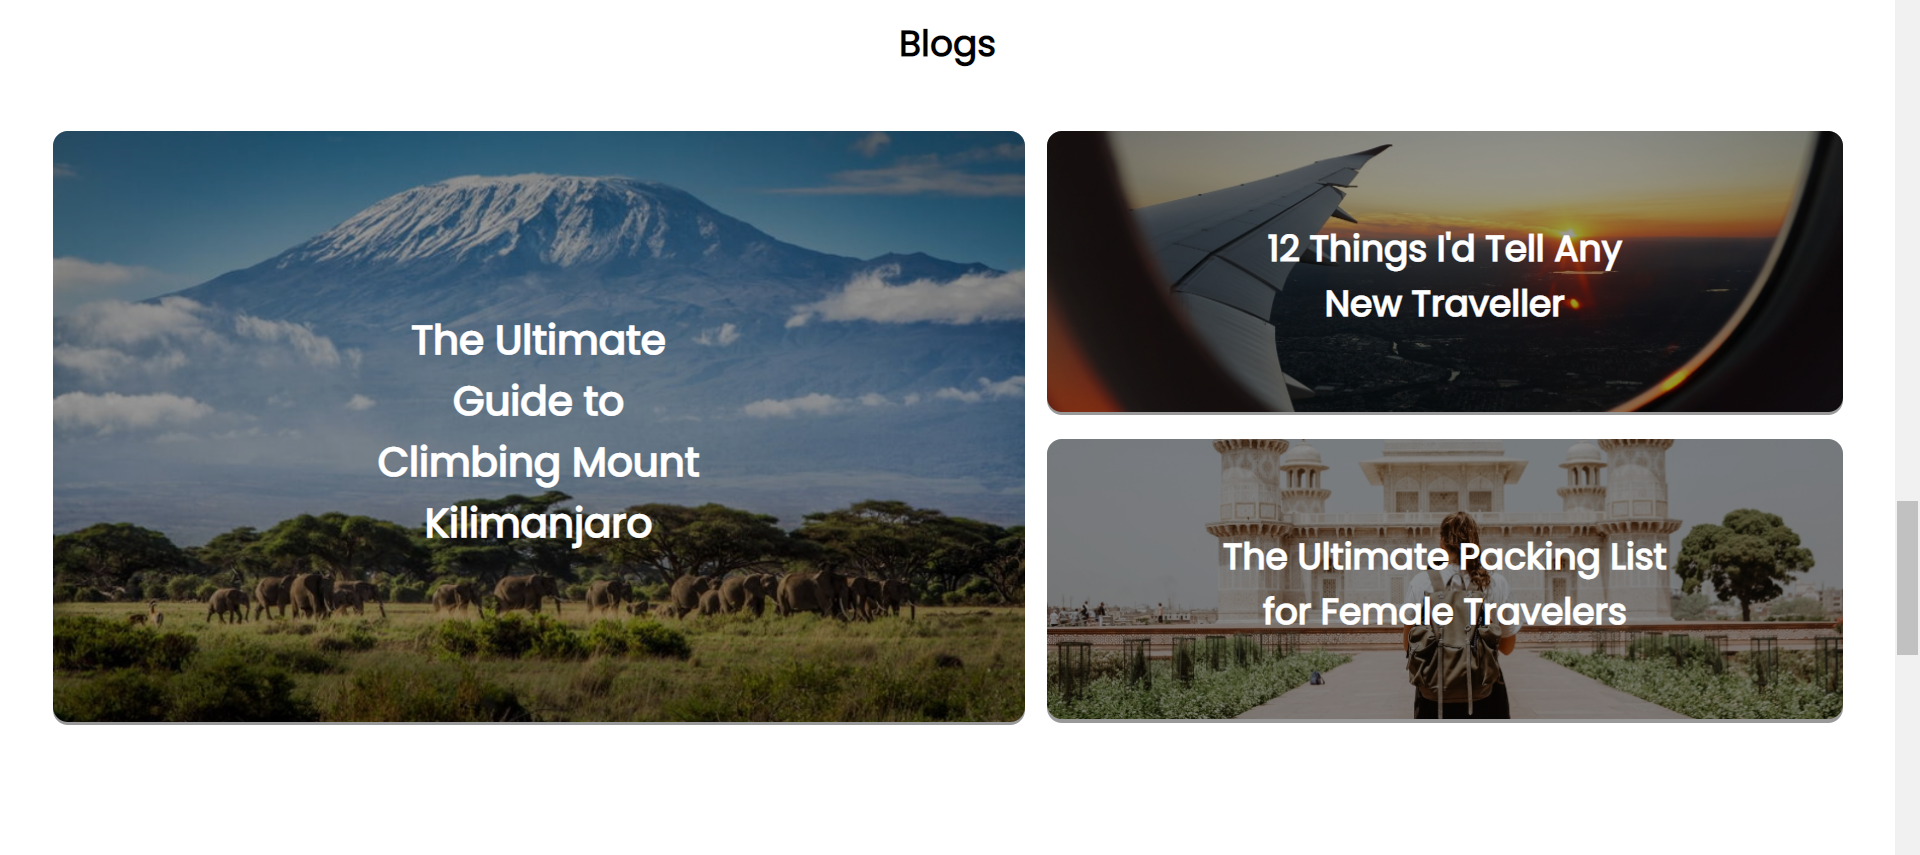 Blogs
The Ultimate
Guide to
Climbing Mount
Kilimanjaro
12 Things I'd Tell Any
New Traveller
The Ultimate Packing List
for Female Travelers